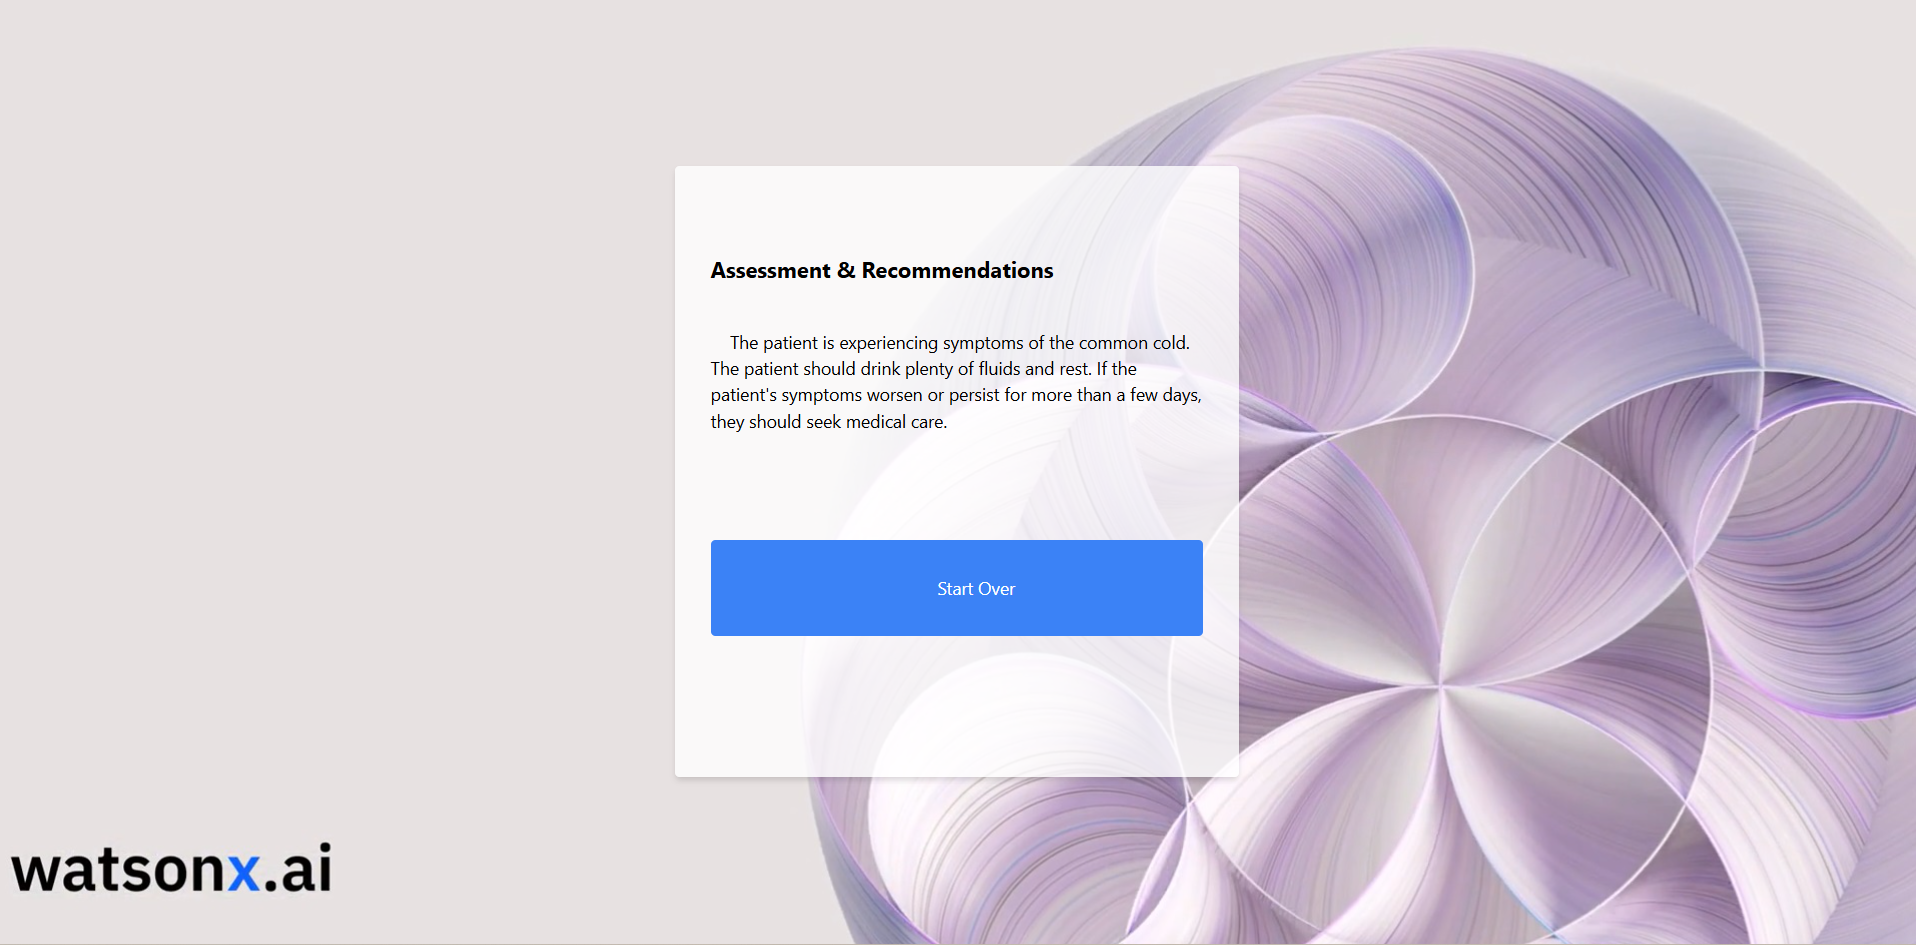 Assessment & Recommendations
The patient is experiencing symptoms of the common cold.
The patient should drink plenty of fluids and rest. If the
patient's symptoms worsen or persist for more than a few days,
they should seek medical care.
Start Over
watsonx.ai